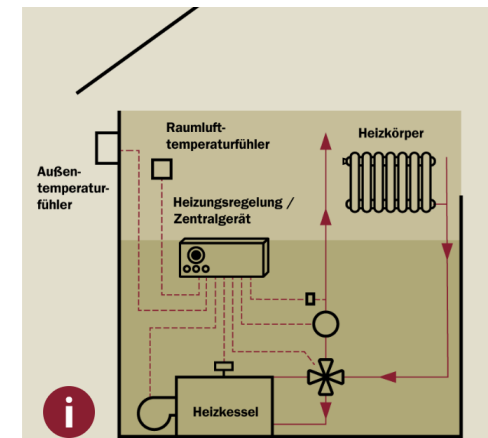 Raumluft-
temperaturfühler
Heizkörper
Außen-
temperatur-
fühler
Heizungsregelung /
Zentralgerät
Heizkessel
i